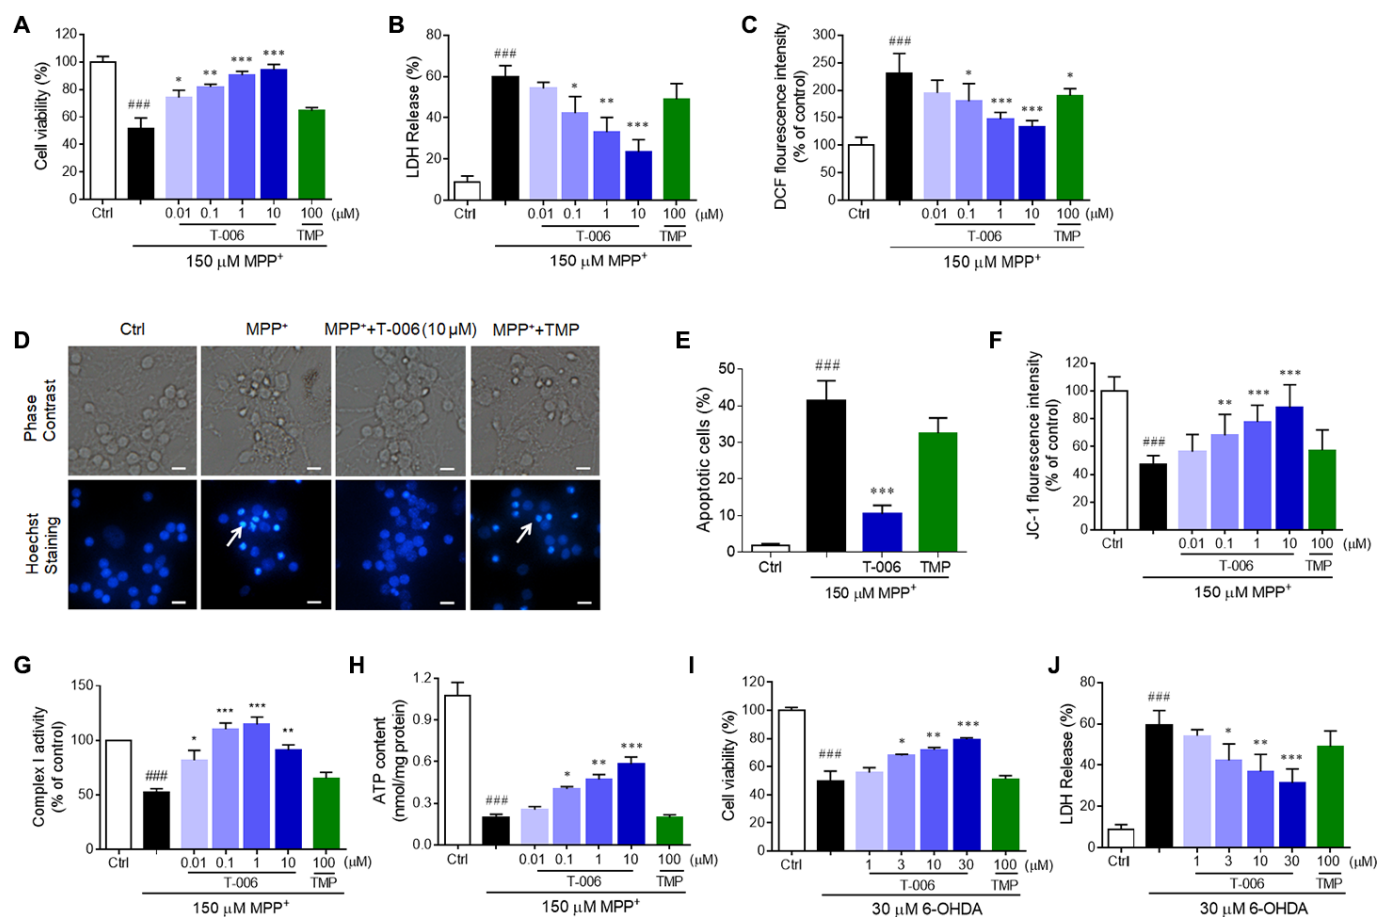 A
Cell viability (%)
120
100
80
60
40
20
0
###
*
**
***
***
Ctrl
-
0.01 0.1 1 10 100 (μM)
T-006 TMP
150 μM MPP⁺
B
LDH Release (%)
80
60
40
20
0
###
*
**
***
Ctrl
-
0.01 0.1 1 10 100 (μM)
T-006 TMP
150 μM MPP⁺
C
DCF flourescence intensity
(% of control)
300
250
200
150
100
50
0
###
*
***
***
*
Ctrl
-
0.01 0.1 1 10 100 (μM)
T-006 TMP
150 μM MPP⁺
D
Ctrl MPP⁺ MPP⁺+T-006 (10 μM) MPP⁺+TMP
Phase
Contrast
Hoechst
Staining
E
Apoptotic cells (%)
50
40
30
20
10
0
###
***
Ctrl - T-006 TMP
150 μM MPP⁺
F
JC-1 flourescence intensity
(% of control)
120
100
80
60
40
20
0
###
**
***
***
Ctrl
-
0.01 0.1 1 10 100 (μM)
T-006 TMP
150 μM MPP⁺
G
Complex I activity
(% of control)
150
100
50
0
###
*
***
***
**
Ctrl
-
0.01 0.1 1 10 100 (μM)
T-006 TMP
150 μM MPP⁺
H
ATP content
(nmol/mg protein)
1.2
0.9
0.6
0.3
0.0
###
*
**
***
Ctrl
-
0.01 0.1 1 10 100 (μM)
T-006 TMP
150 μM MPP⁺
I
Cell viability (%)
120
100
80
60
40
20
0
###
*
**
***
Ctrl
-
1 3 10 30 100 (μM)
T-006 TMP
30 μM 6-OHDA
J
LDH Release (%)
80
60
40
20
0
###
*
**
***
Ctrl
-
1 3 10 30 100 (μM)
T-006 TMP
30 μM 6-OHDA